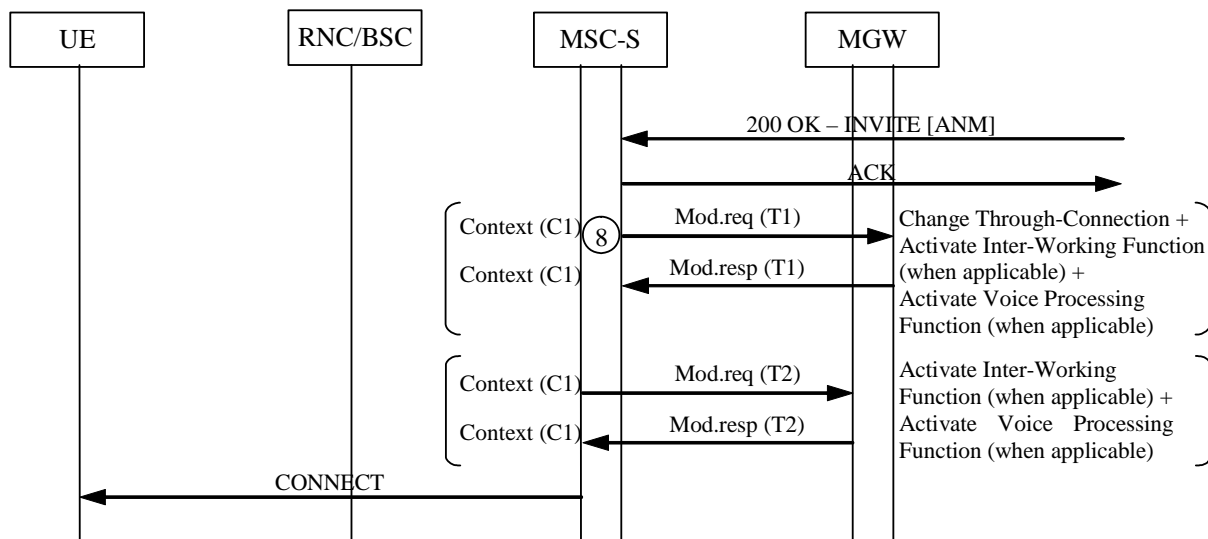 UE
RNC/BSC
MSC-S
MGW
200 OK – INVITE [ANM]
ACK
Context (C1)
8
Mod.req (T1)
Change Through-Connection +
Activate Inter-Working Function
(when applicable) +
Activate Voice Processing
Function (when applicable)
Context (C1)
Mod.resp (T1)
Context (C1)
Mod.req (T2)
Activate Inter-Working
Function (when applicable) +
Activate Voice Processing
Function (when applicable)
Context (C1)
Mod.resp (T2)
CONNECT